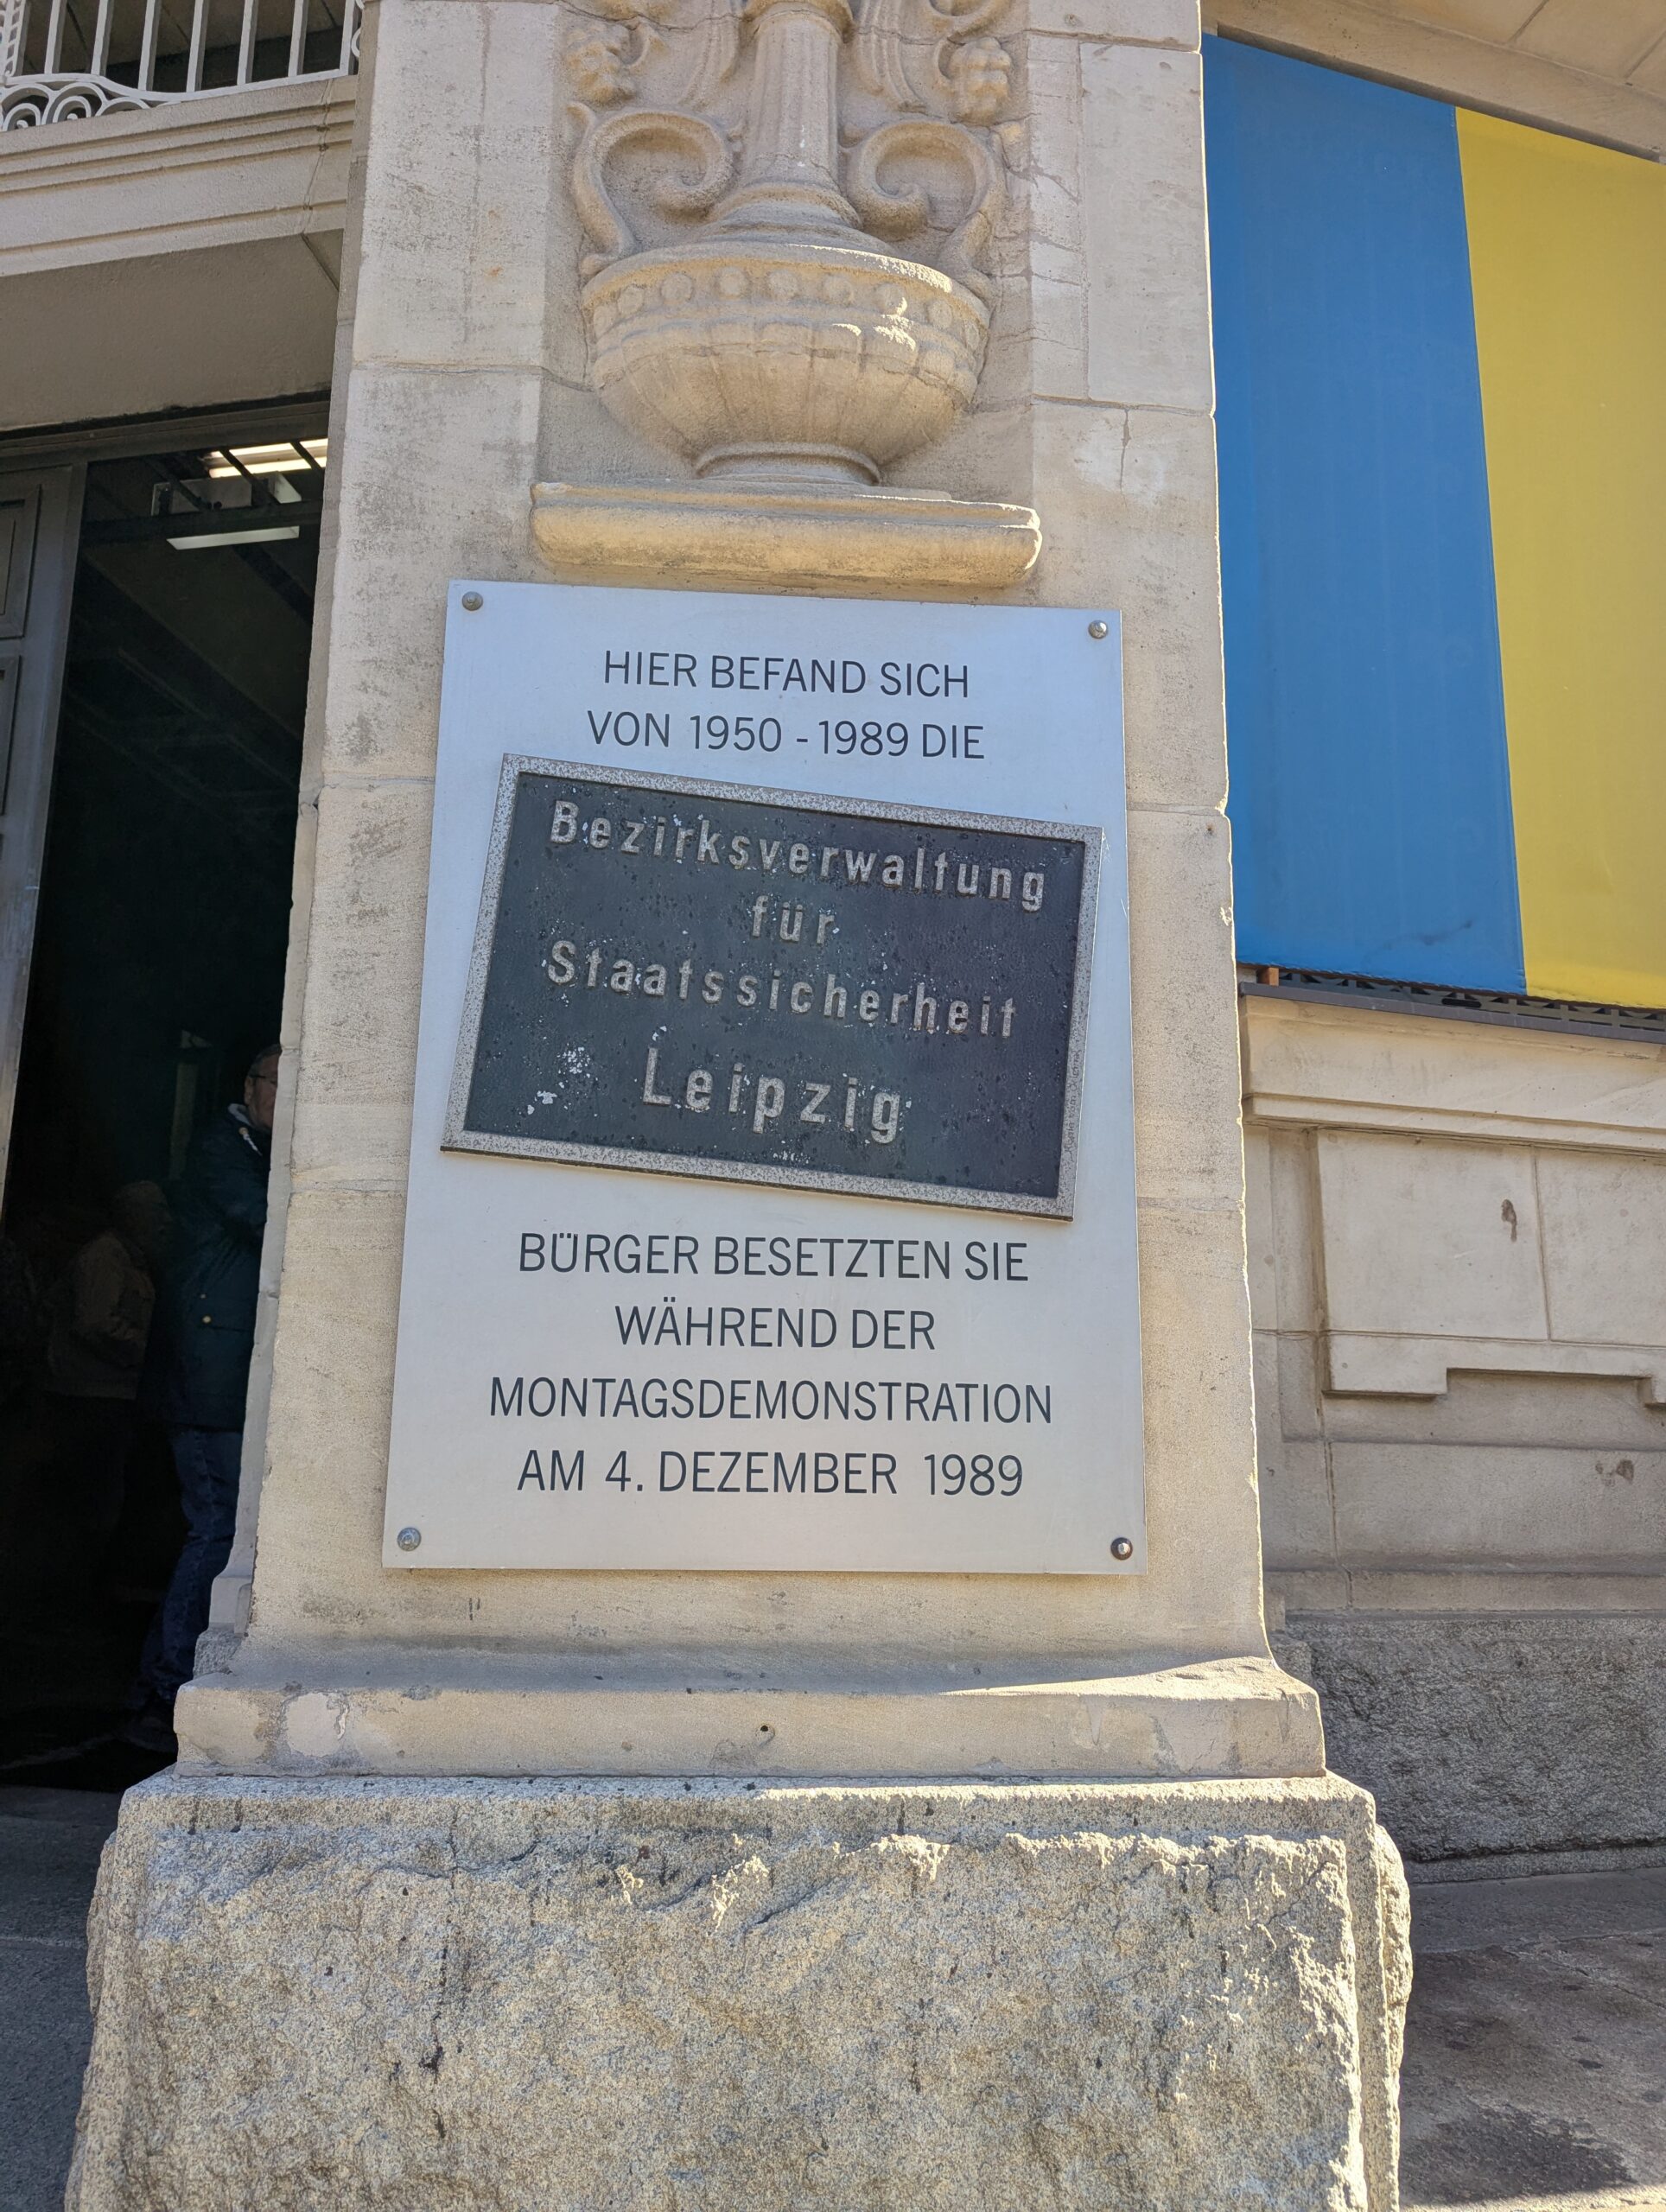 HIER BEFAND SICH
VON 1950 - 1989 DIE
Bezirksverwaltung
für
Staatssicherheit
Leipzig
BÜRGER BESETZTEN SIE
WÄHREND DER
MONTAGSDEMONSTRATION
AM 4. DEZEMBER 1989